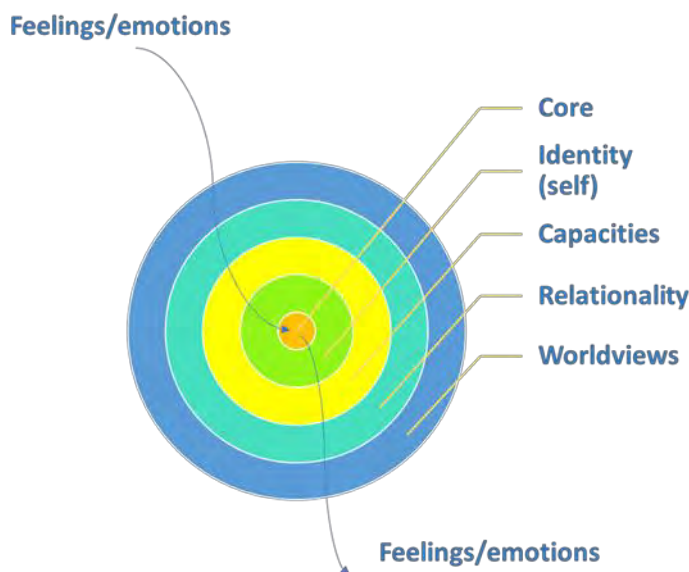 Feelings/emotions
Core
Identity
(self)
Capacities
Relationality
Worldviews
Feelings/emotions